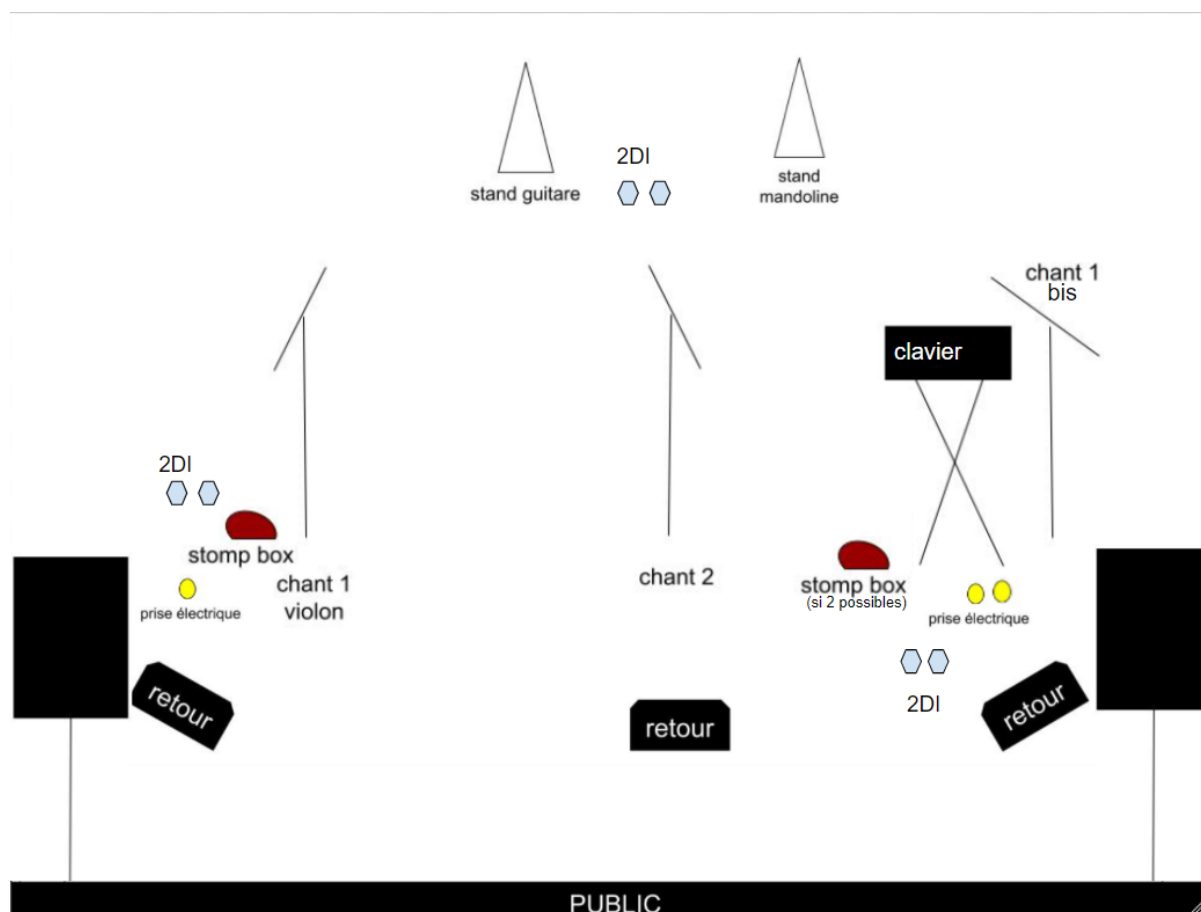 2DI
stand guitare
stand
mandoline
chant 1
bis
clavier
2DI
stomp box
chant 1
violon
prise électrique
chant 2
stomp box
(si 2 possibles)
prise électrique
2DI
retour
retour
retour
PUBLIC